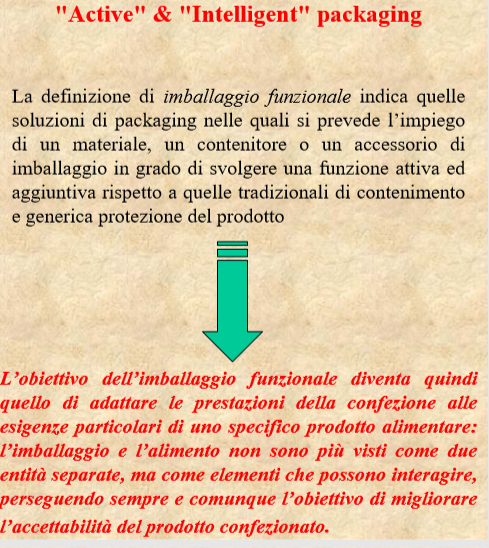 "Active" & "Intelligent" packaging
La definizione di imballaggio funzionale indica quelle
soluzioni di packaging nelle quali si prevede l’impiego
di un materiale, un contenitore o un accessorio di
imballaggio in grado di svolgere una funzione attiva ed
aggiuntiva rispetto a quelle tradizionali di contenimento
e generica protezione del prodotto
L’obiettivo dell’imballaggio funzionale diventa quindi
quello di adattare le prestazioni della confezione alle
esigenze particolari di uno specifico prodotto alimentare:
l’imballaggio e l’alimento non sono più visti come due
entità separate, ma come elementi che possono interagire,
perseguendo sempre e comunque l’obiettivo di migliorare
l’accettabilità del prodotto confezionato.